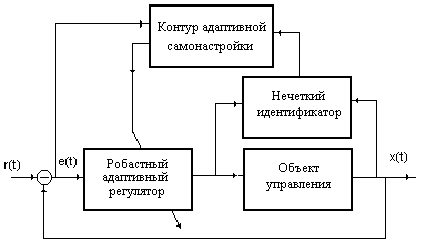 Контур адаптивной
самонастройки
Нечеткий
идентификатор
r(t)
e(t)
Робастный
адаптивный
регулятор
Объект
управления
x(t)